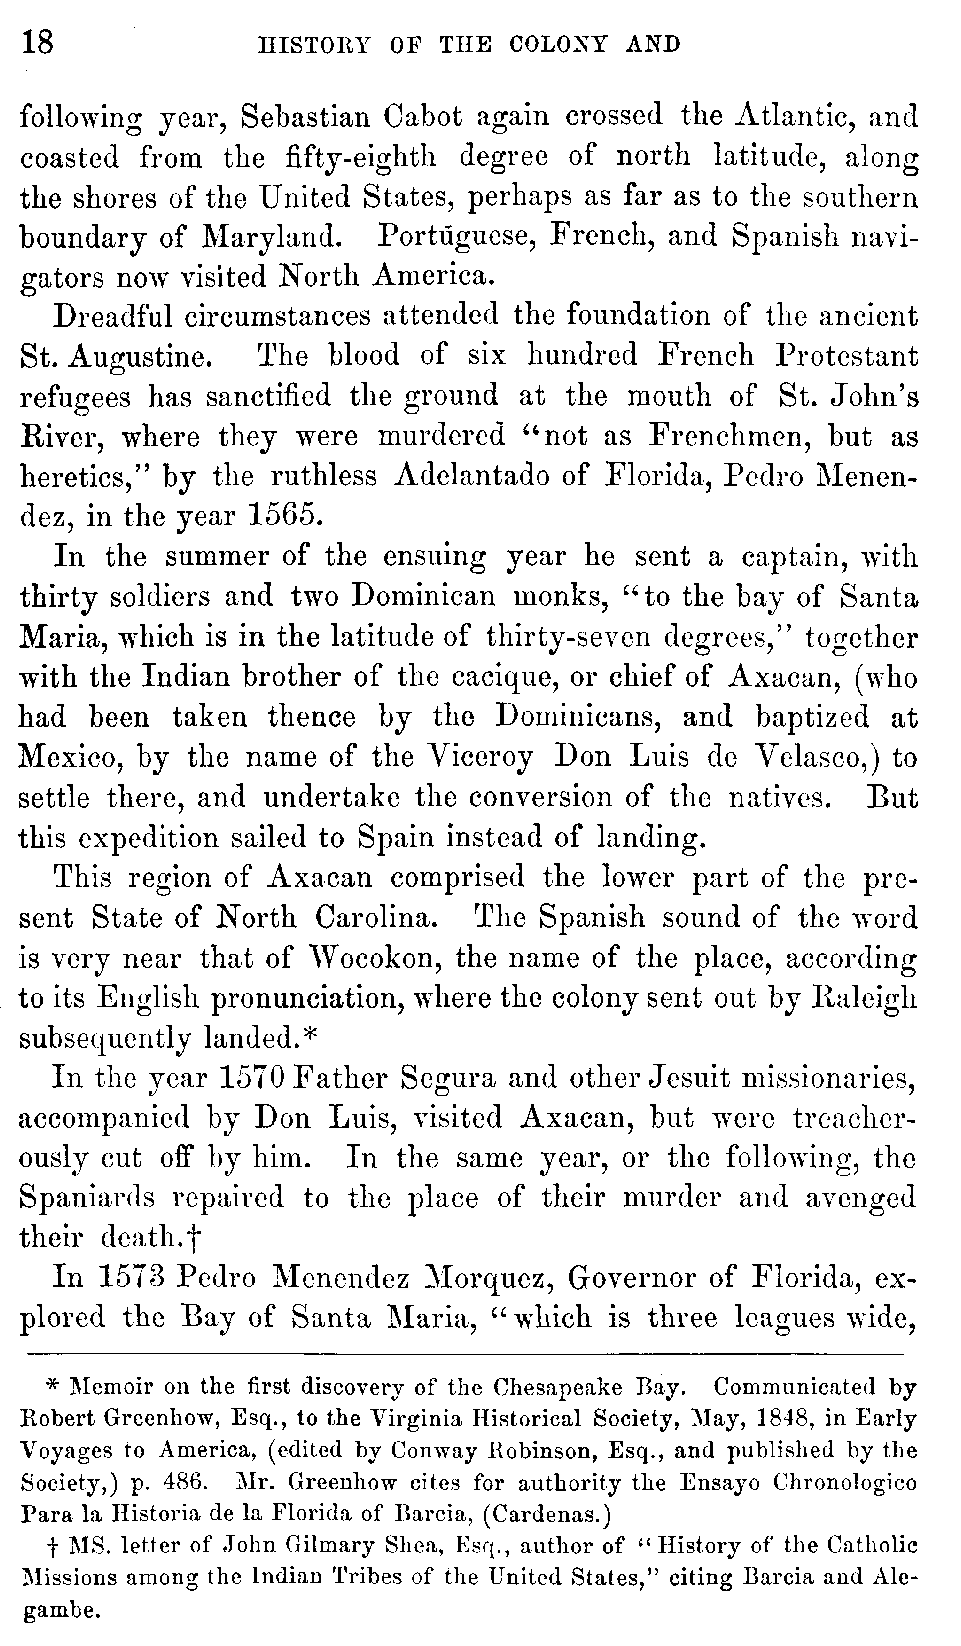 18 HISTORY OF THE COLONY AND
following year, Sebastian Cabot again crossed the Atlantic, and
coasted from the fifty-eighth degree of north latitude, along
the shores of the United States, perhaps as far as to the southern
boundary of Maryland. Portuguese, French, and Spanish navi-
gators now visited North America.
Dreadful circumstances attended the foundation of the ancient
St. Augustine. The blood of six hundred French Protestant
refugees has sanctified the ground at the mouth of St. John's
River, where they were murdered "not as Frenchmen, but as
heretics," by the ruthless Adelantado of Florida, Pedro Menen-
dez, in the year 1565.
In the summer of the ensuing year he sent a captain, with
thirty soldiers and two Dominican monks, "to the bay of Santa
Maria, which is in the latitude of thirty-seven degrees," together
with the Indian brother of the cacique, or chief of Axacan, (who
had been taken thence by the Dominicans, and baptized at
Mexico, by the name of the Viceroy Don Luis de Velasco,) to
settle there, and undertake the conversion of the natives. But
this expedition sailed to Spain instead of landing.
This region of Axacan comprised the lower part of the pre-
sent State of North Carolina. The Spanish sound of the word
is very near that of Wocokon, the name of the place, according
to its English pronunciation, where the colony sent out by Raleigh
subsequently landed.*
In the year 1570 Father Segura and other Jesuit missionaries,
accompanied by Don Luis, visited Axacan, but were treacher-
ously cut off by him. In the same year, or the following, the
Spaniards repaired to the place of their murder and avenged
their death.†
In 1573 Pedro Menendez Morquez, Governor of Florida, ex-
plored the Bay of Santa Maria, "which is three leagues wide,
* Memoir on the first discovery of the Chesapeake Bay. Communicated by
Robert Greenhow, Esq., to the Virginia Historical Society, May, 1848, in Early
Voyages to America, (edited by Conway Robinson, Esq., and published by the
Society,) p. 486. Mr. Greenhow cites for authority the Ensayo Chronologico
Para la Historia de la Florida of Barcia, (Cardenas.)
† MS. letter of John Gilmary Shea, Esq., author of "History of the Catholic
Missions among the Indian Tribes of the United States," citing Barcia and Ale-
gambe.